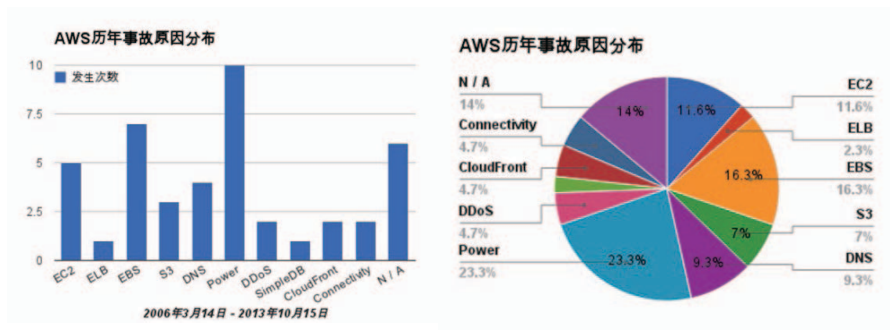 AWS历年事故原因分布
10
发生次数
7.5
5
2.5
0
EC2
ELB
EBS
S3
DNS
Power
DDoS
SimpleDB
CloudFront
Connectivity
N / A
2006年3月14日 - 2013年10月15日
AWS历年事故原因分布
N / A
14%
Connectivity
4.7%
CloudFront
4.7%
DDoS
4.7%
Power
23.3%
14%
11.6%
16.3%
7%
9.3%
23.3%
EC2
11.6%
ELB
2.3%
EBS
16.3%
S3
7%
DNS
9.3%